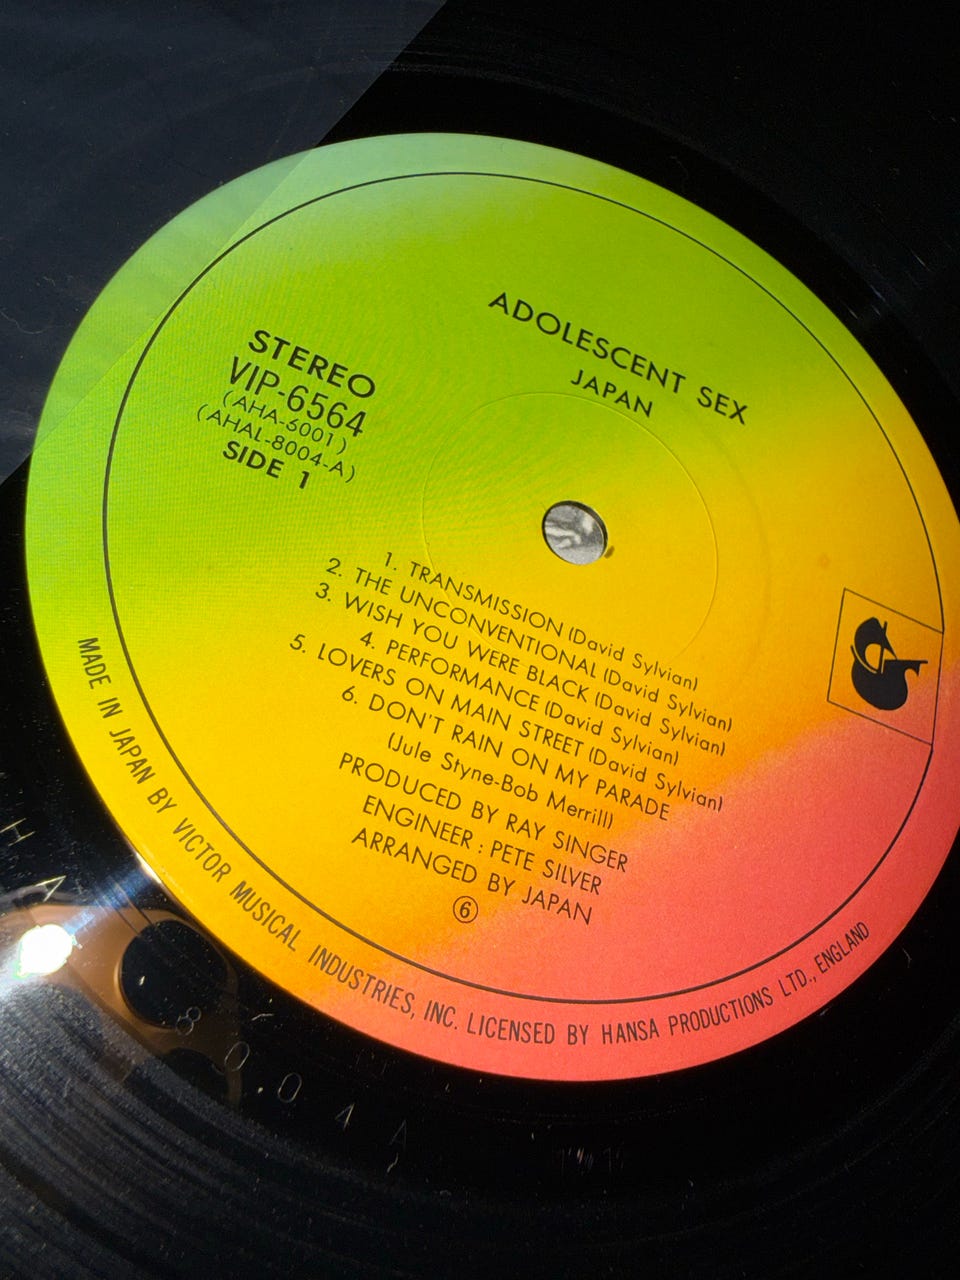 ADOLESCENT SEX
JAPAN
STEREO
VIP-6564
(AHA-6001)
(AHAL-8004-A)
SIDE 1
1. TRANSMISSION (David Sylvian)
2. THE UNCONVENTIONAL (David Sylvian)
3. WISH YOU WERE BLACK (David Sylvian)
4. PERFORMANCE (David Sylvian)
5. LOVERS ON MAIN STREET (David Sylvian)
6. DON'T RAIN ON MY PARADE
(Jule Styne-Bob Merrill)
PRODUCED BY RAY SINGER
ENGINEER : PETE SILVER
ARRANGED BY JAPAN
⑥
MADE IN JAPAN BY VICTOR MUSICAL INDUSTRIES, INC. LICENSED BY HANSA PRODUCTIONS LTD., ENGLAND